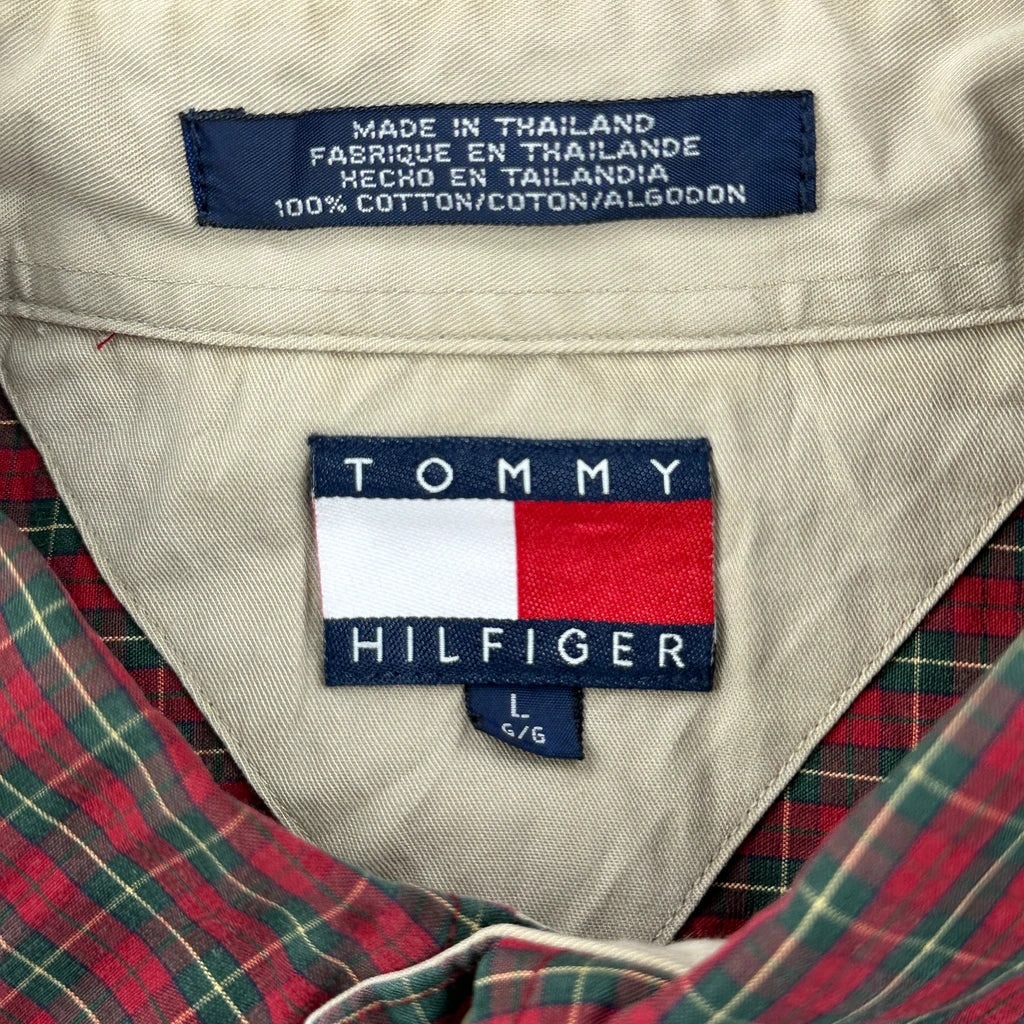 MADE IN THAILAND
FABRIQUE EN THAILANDE
HECHO EN TAILANDIA
100% COTTON/COTON/ALGODON
TOMMY
HILFIGER
L
G/G